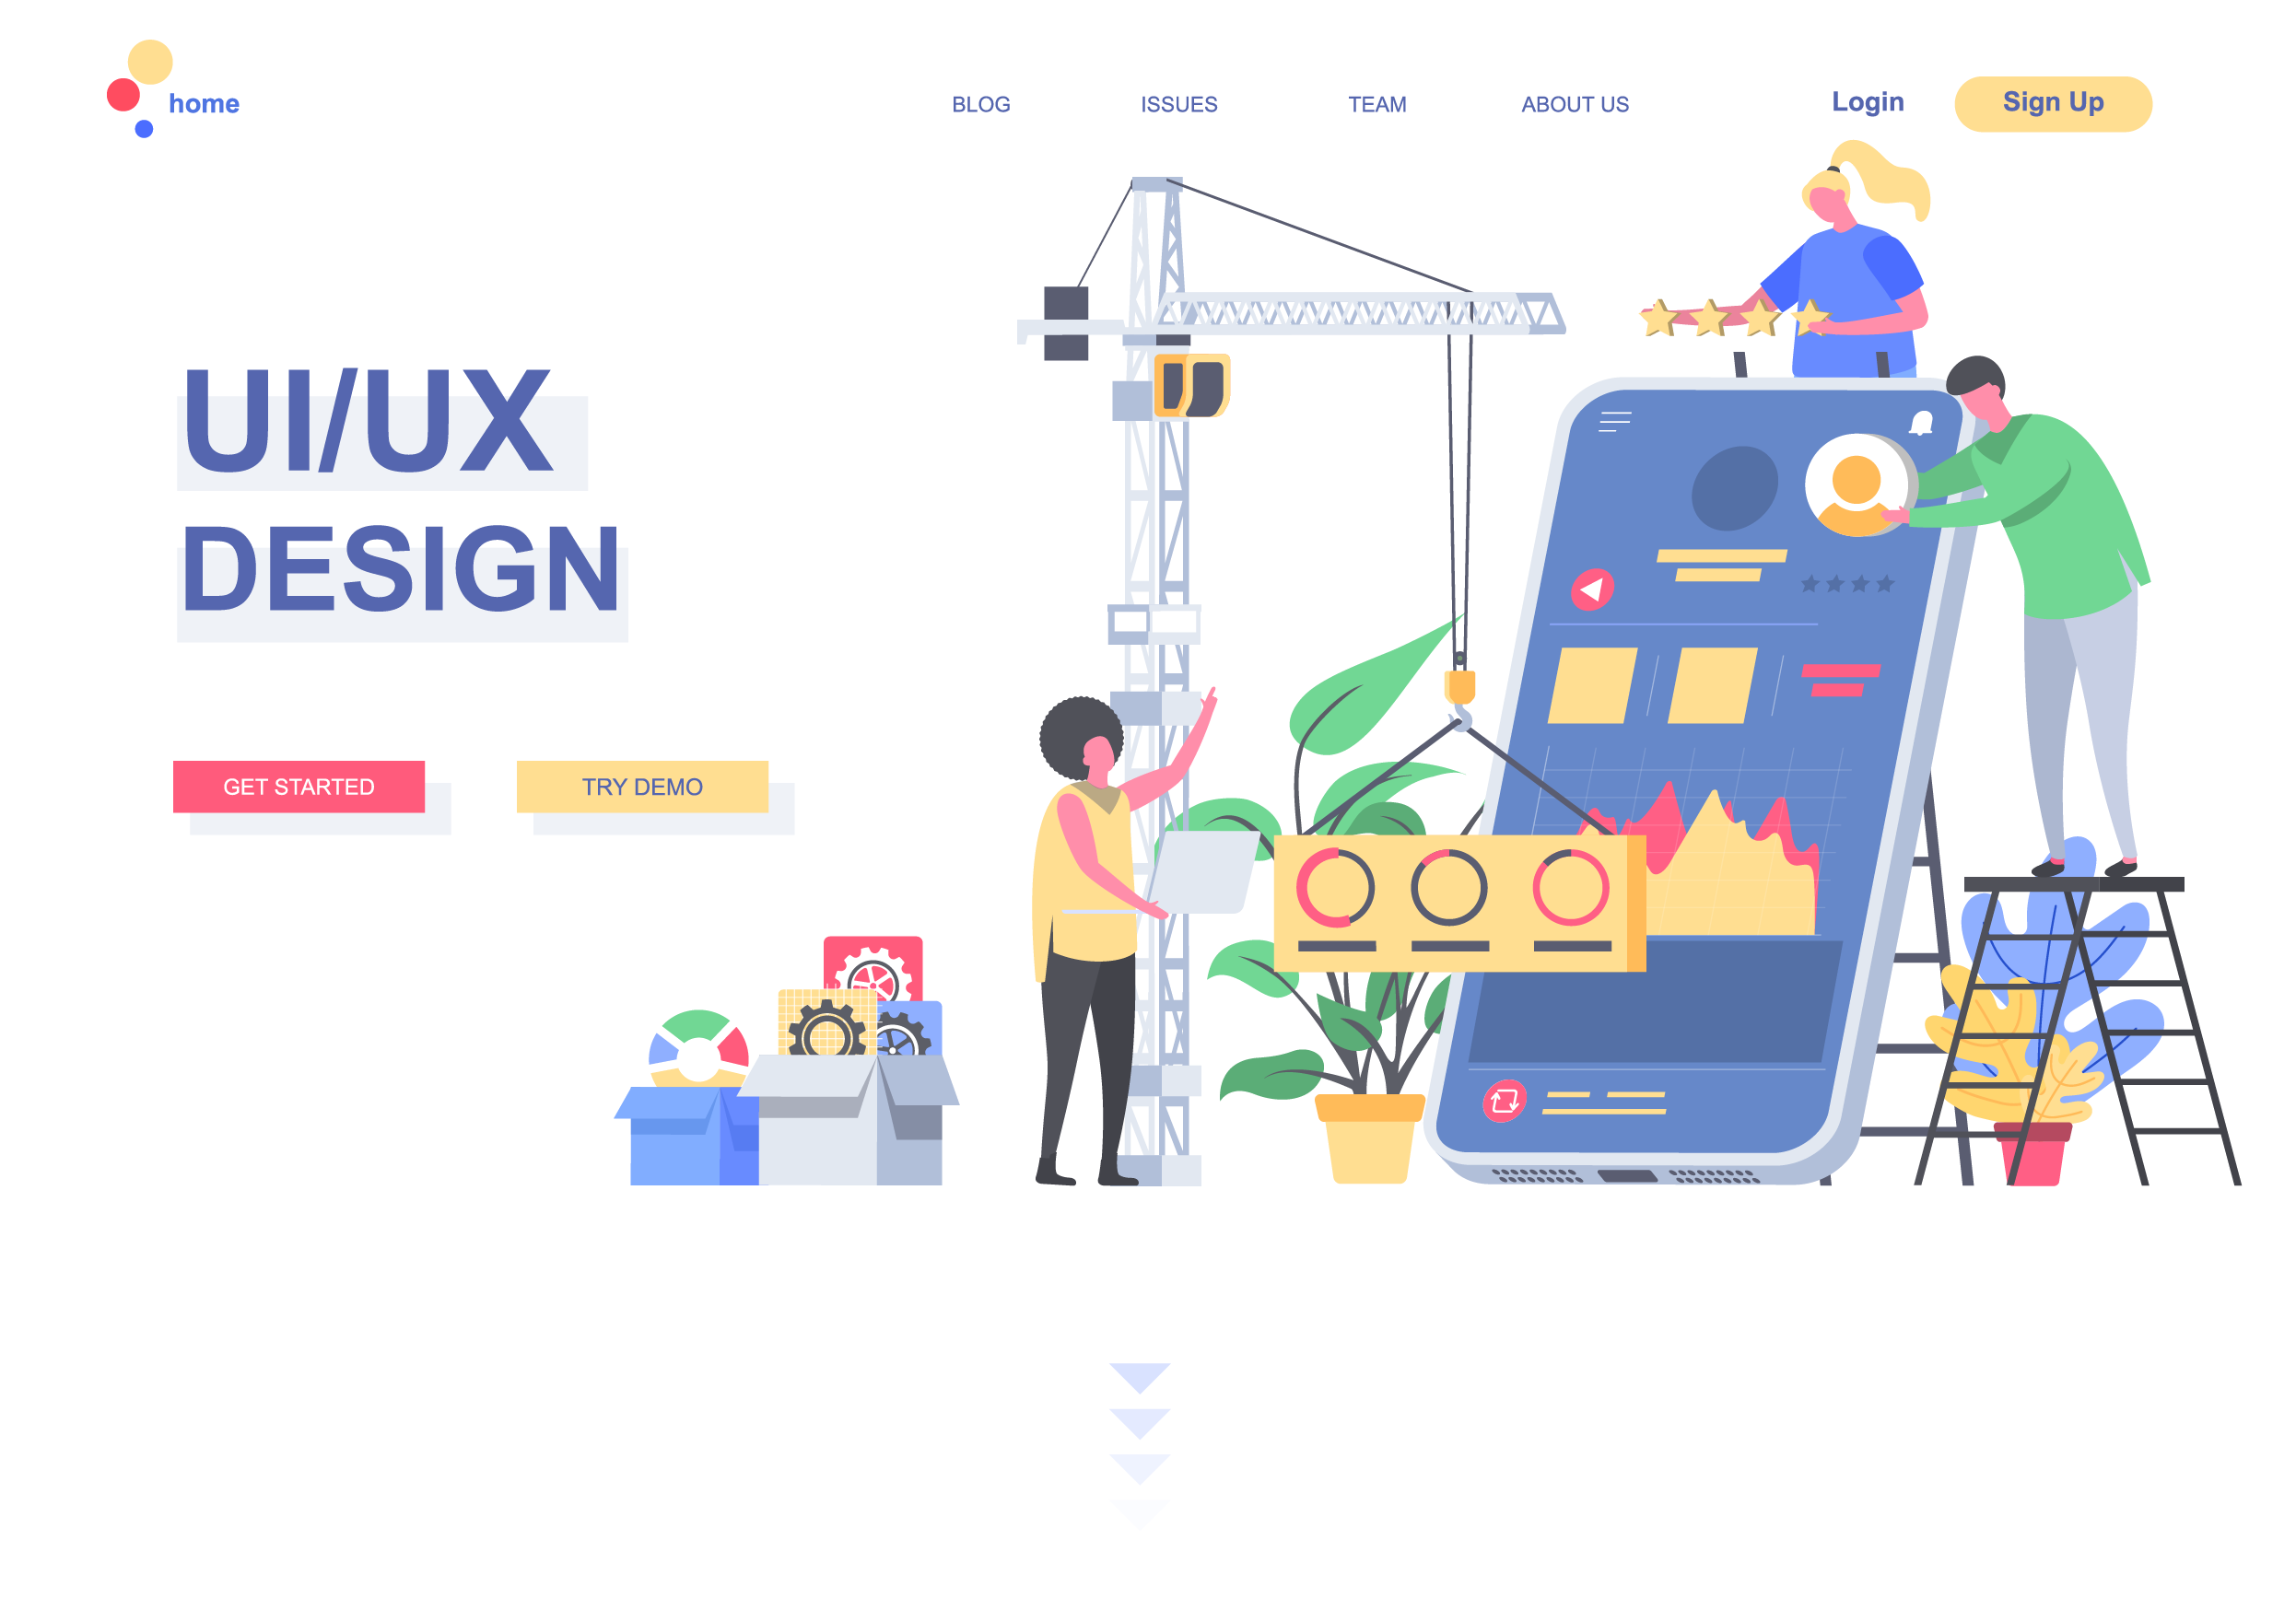 home
BLOG ISSUES TEAM ABOUT US Login Sign Up
UI/UX
DESIGN
GET STARTED TRY DEMO